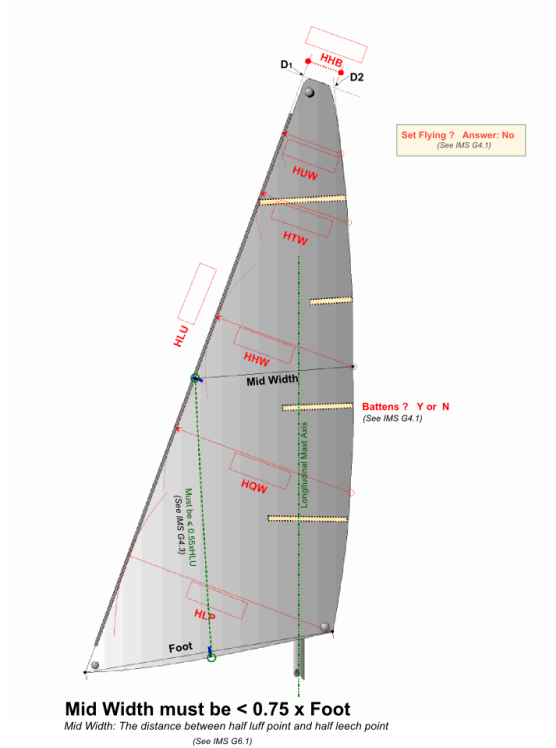 HHB
D1
D2
Set Flying ? Answer: No
(See IMS G4.1)
HUW
HTW
HLU
HHW
Mid Width
Battens ? Y or N
(See IMS G4.1)
Longitudinal Mast Axis
HQW
Must be < 0.55xHLU
(See IMS G4.3)
HLP
Foot
Mid Width must be < 0.75 x Foot
Mid Width: The distance between half luff point and half leech point
(See IMS G6.1)